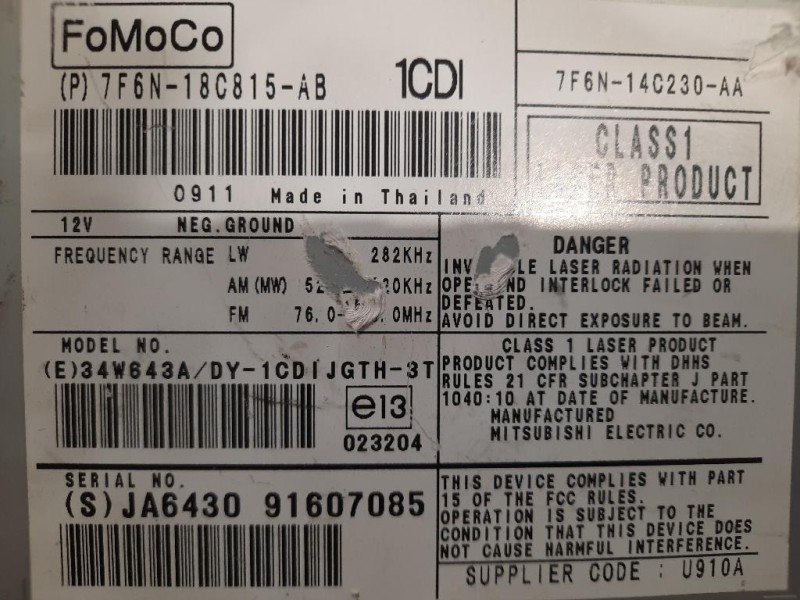 FoMoCo
(P) 7F6N-18C815-AB 1CDI
7F6N-14C230-AA
CLASS1
PRODUCT
0911 Made in Thailand
12V NEG. GROUND
FREQUENCY RANGE LW 282KHz
AM (MW)
FM 76.0-
MODEL NO.
(E)34W643A/DY-1CDIJGTH-3T
e13
023204
SERIAL NO.
(S)JA6430 91607085
DANGER
LASER RADIATION WHEN
INTERLOCK FAILED OR
DEFEATED.
AVOID DIRECT EXPOSURE TO BEAM.
CLASS 1 LASER PRODUCT
PRODUCT COMPLIES WITH DHHS
RULES 21 CFR SUBCHAPTER J PART
1040:10 AT DATE OF MANUFACTURE.
MANUFACTURED
MITSUBISHI ELECTRIC CO.
THIS DEVICE COMPLIES WITH PART
15 OF THE FCC RULES.
OPERATION IS SUBJECT TO THE
CONDITION THAT THIS DEVICE DOES
NOT CAUSE HARMFUL INTERFERENCE.
SUPPLIER CODE : U910A